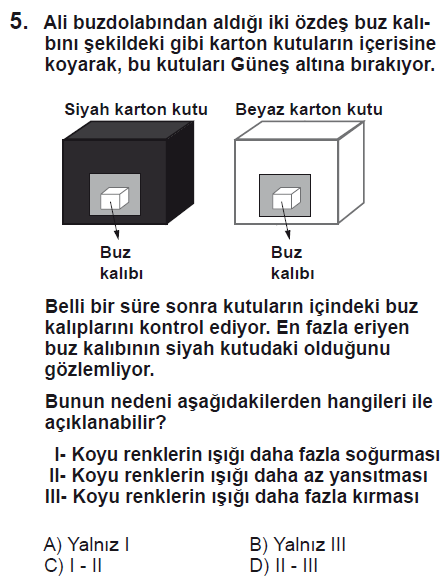 5. Ali buzdolabından aldığı iki özdeş buz kalı-
bını şekildeki gibi karton kutuların içerisine
koyarak, bu kutuları Güneş altına bırakıyor.
Siyah karton kutu Beyaz karton kutu
Buz kalıbı
Buz kalıbı
Belli bir süre sonra kutuların içindeki buz
kalıplarını kontrol ediyor. En fazla eriyen
buz kalıbının siyah kutudaki olduğunu
gözlemliyor.
Bunun nedeni aşağıdakilerden hangileri ile
açıklanabilir?
I- Koyu renklerin ışığı daha fazla soğurması
II- Koyu renklerin ışığı daha az yansıtması
III- Koyu renklerin ışığı daha fazla kırması
A) Yalnız I B) Yalnız III
C) I - II D) II - III